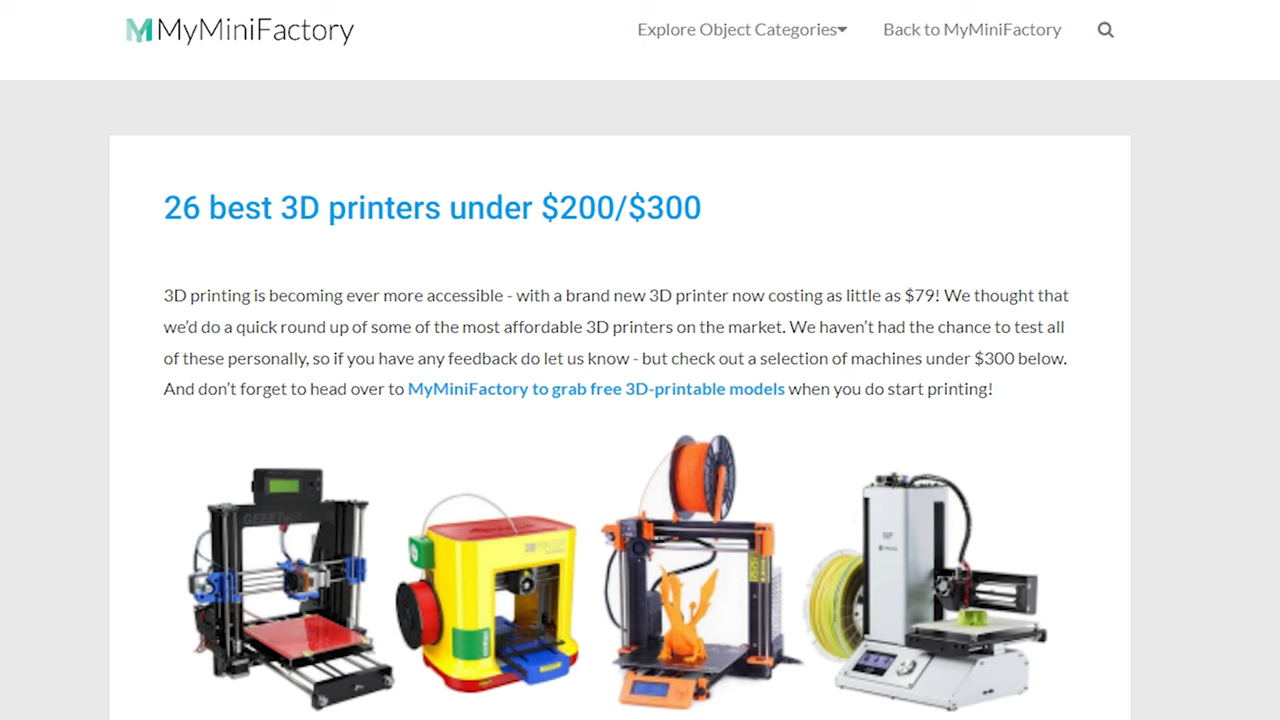 MyMiniFactory
Explore Object Categories
Back to MyMiniFactory
26 best 3D printers under $200/$300
3D printing is becoming ever more accessible - with a brand new 3D printer now costing as little as $79! We thought that
we’d do a quick round up of some of the most affordable 3D printers on the market. We haven’t had the chance to test all
of these personally, so if you have any feedback do let us know - but check out a selection of machines under $300 below.
And don’t forget to head over to MyMiniFactory to grab free 3D-printable models when you do start printing!